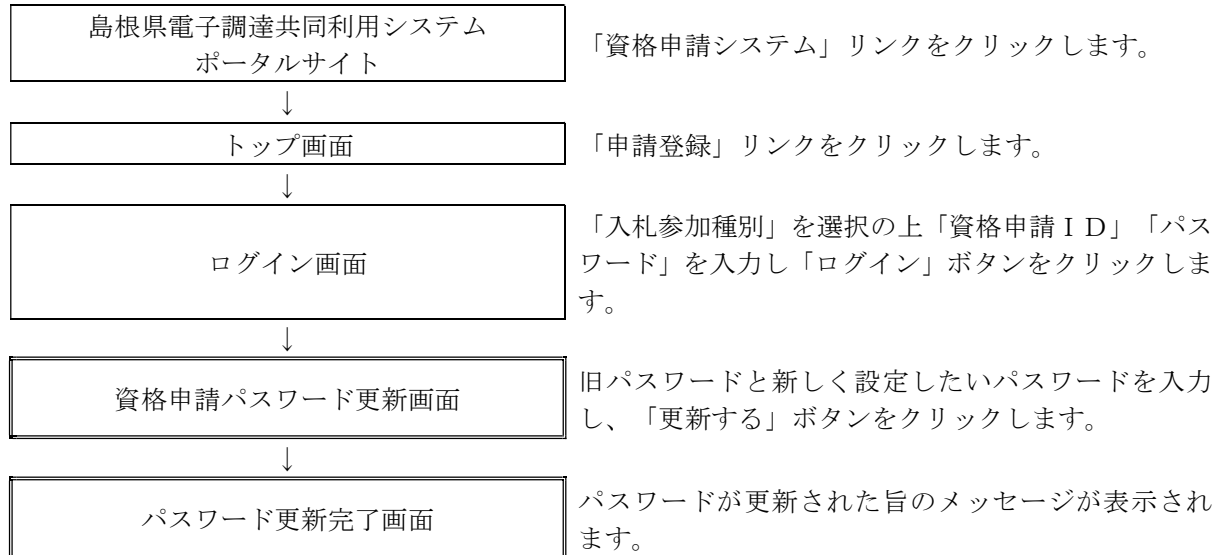 島根県電子調達共同利用システム
ポータルサイト
「資格申請システム」リンクをクリックします。
↓
トップ画面
「申請登録」リンクをクリックします。
↓
ログイン画面
「入札参加種別」を選択の上「資格申請ＩＤ」「パス
ワード」を入力し「ログイン」ボタンをクリックしま
す。
↓
資格申請パスワード更新画面
旧パスワードと新しく設定したいパスワードを入力
し、「更新する」ボタンをクリックします。
↓
パスワード更新完了画面
パスワードが更新された旨のメッセージが表示され
ます。